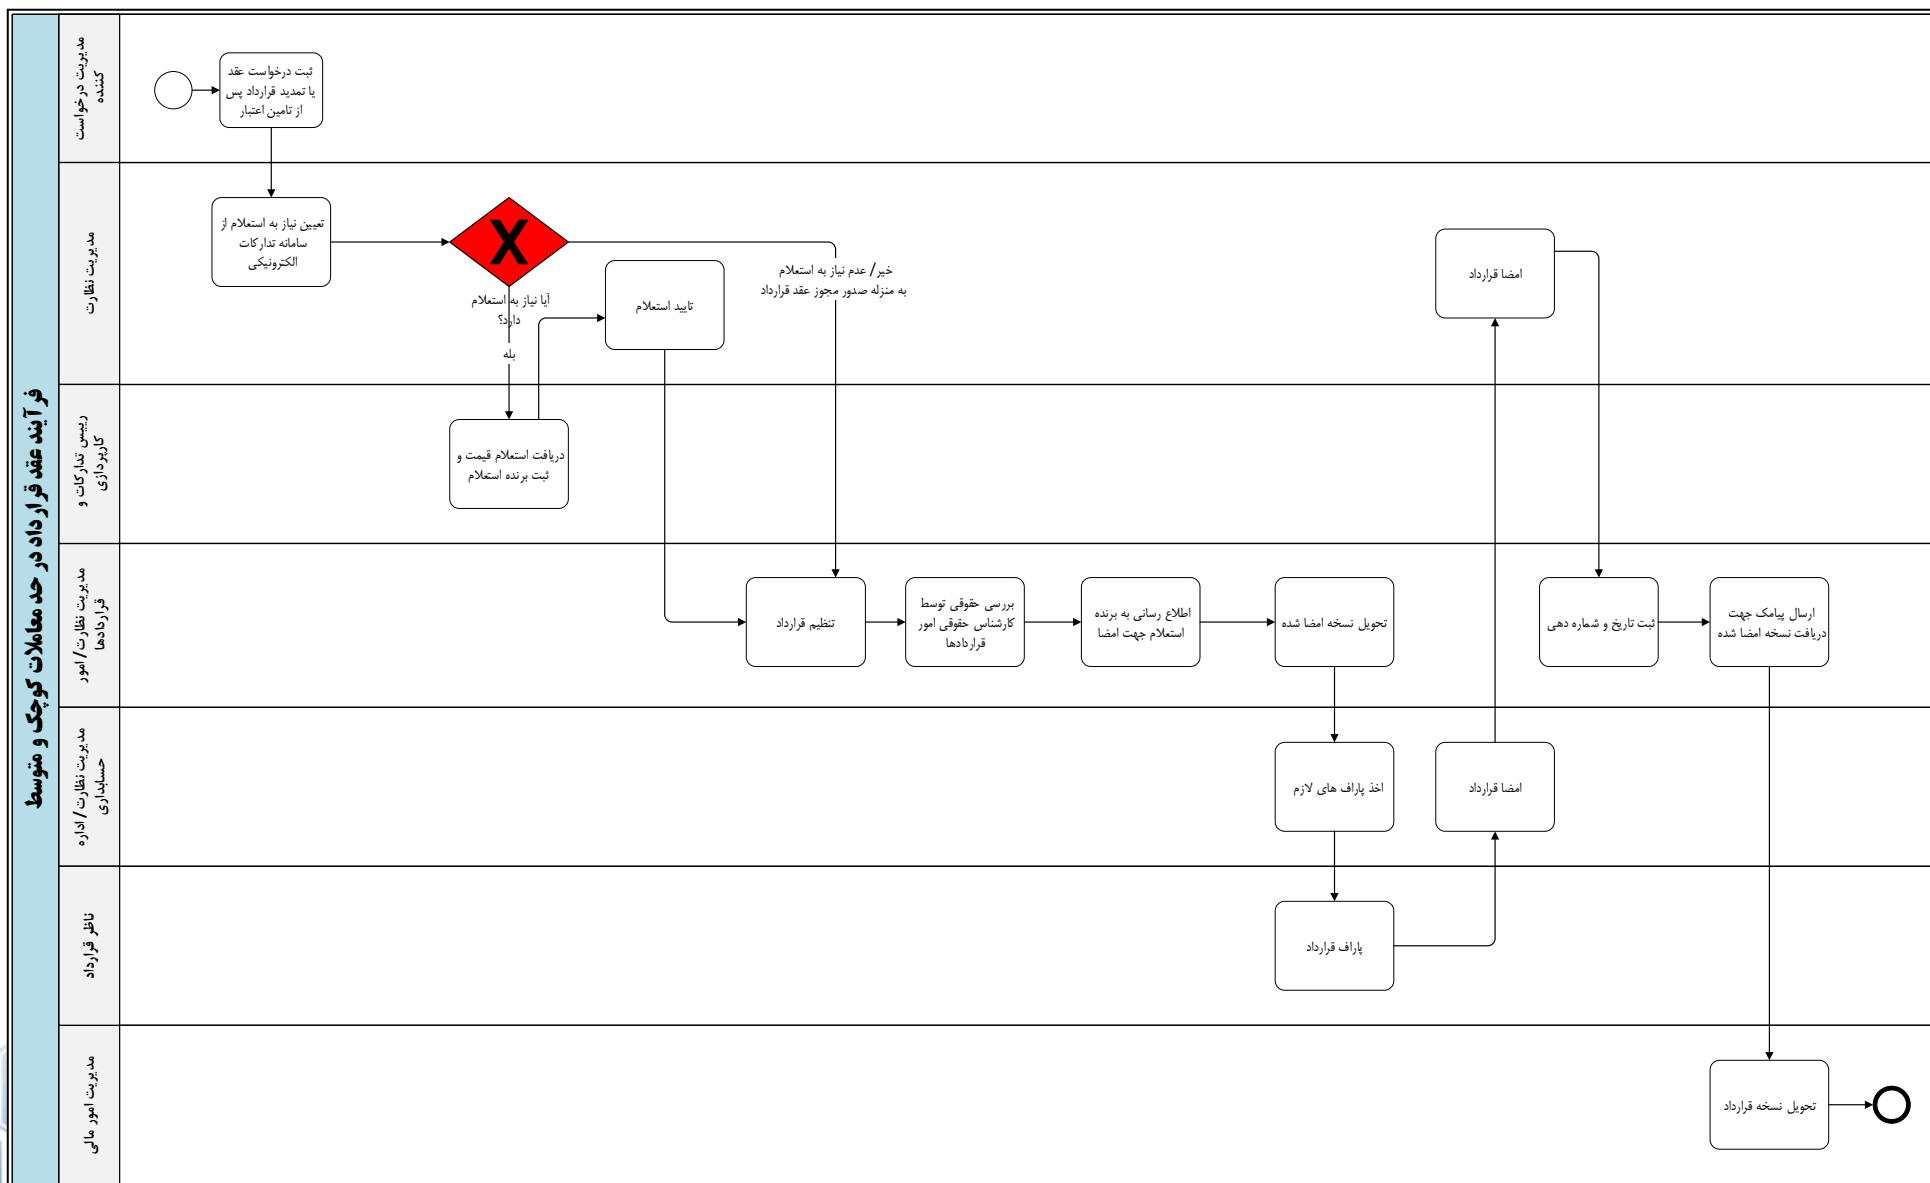 فرآیند عقد قرارداد در حد معاملات کوچک و متوسط
مدیریت درخواست
کننده
ثبت درخواست عقد
یا تمدید قرارداد پس
از تامین اعتبار
مدیریت نظارت
تعیین نیاز به استعلام از
سامانه تدارکات
الکترونیکی
X
آیا نیاز به استعلام
دارد؟
بله
تایید استعلام
خیر/ عدم نیاز به استعلام
به منزله صدور مجوز عقد قرارداد
امضا قرارداد
رییس تدارکات و
کارپردازی
دریافت استعلام قیمت و
ثبت برنده استعلام
مدیریت نظارت/امور
قراردادها
تنظیم قرارداد
بررسی حقوقی توسط
کارشناس حقوقی امور
قراردادها
اطلاع رسانی به برنده
استعلام جهت امضا
تحویل نسخه امضا شده
ثبت تاریخ و شماره دهی
ارسال پیامک جهت
دریافت نسخه امضا شده
مدیریت نظارت/اداره
حسابداری
اخذ پاراف های لازم
امضا قرارداد
ناظر قرارداد
پاراف قرارداد
مدیریت امور مالی
تحویل نسخه قرارداد